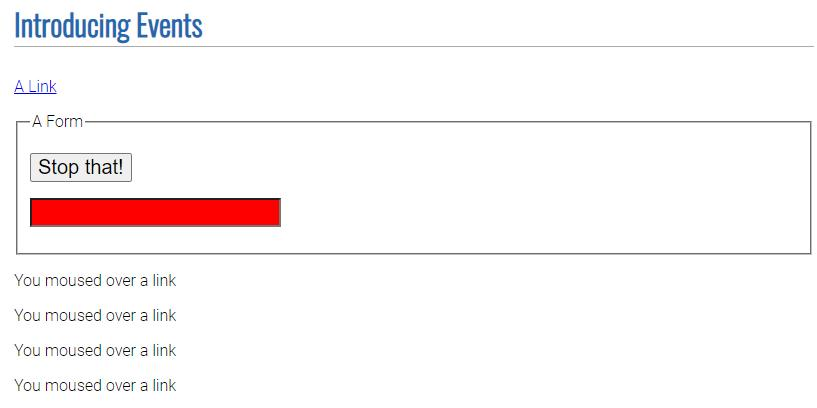 Introducing Events
A Link
A Form
Stop that!
You moused over a link
You moused over a link
You moused over a link
You moused over a link